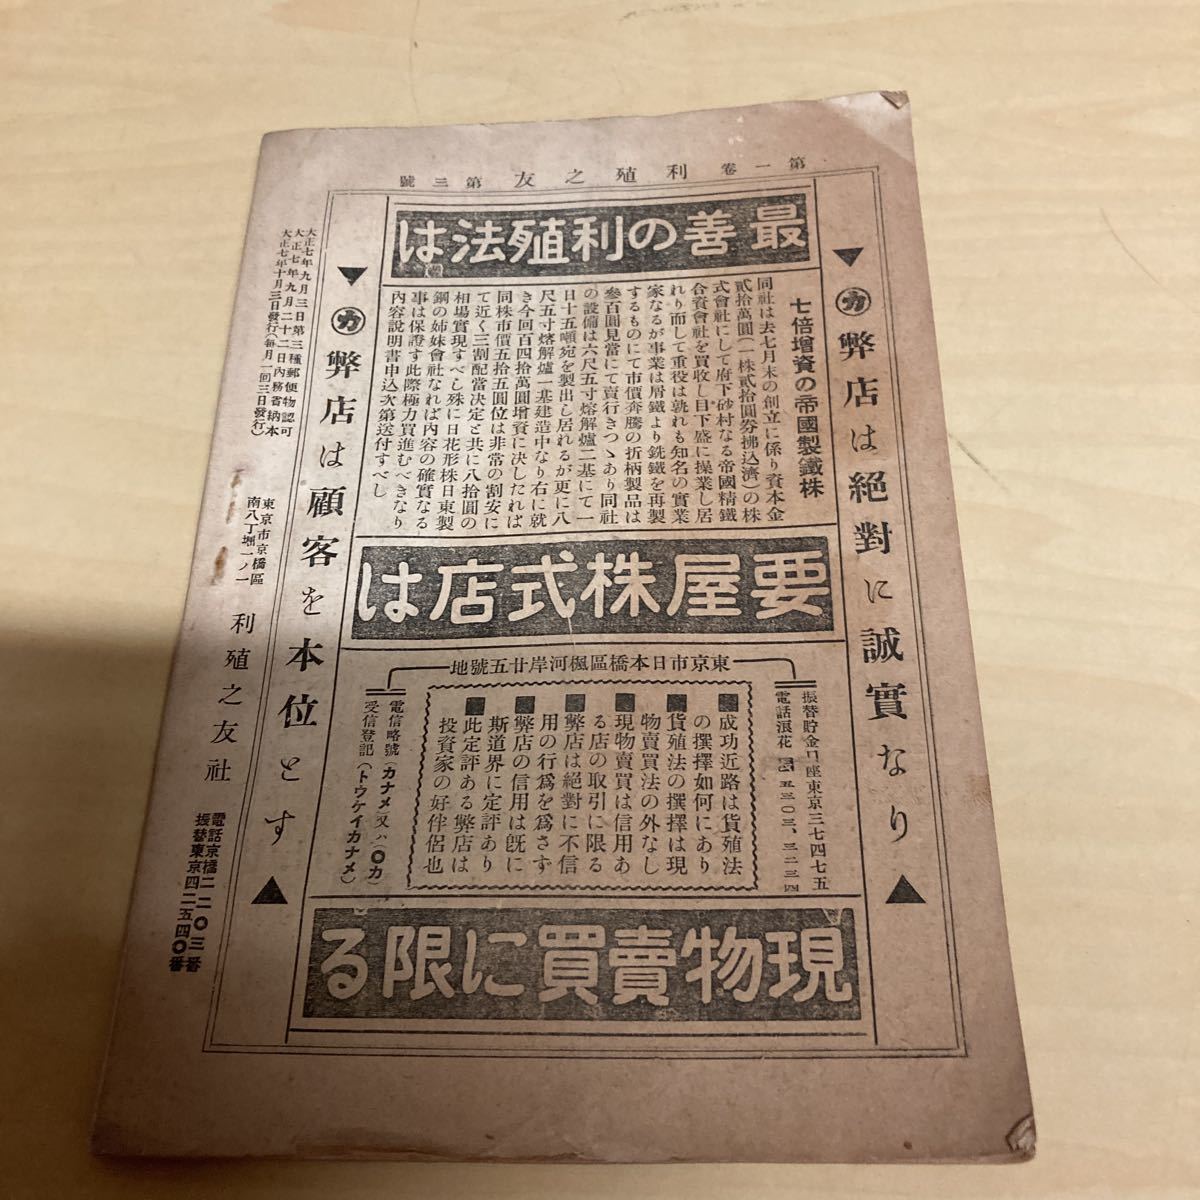 第一卷 利殖之友 第三號
最善の利殖法は
㋕弊店は絕對に誠實なり
七倍增資の帝國製鐵株
同社は去七月末の創立に係り資本金
貳拾萬圓(一株貳拾圓劵拂込濟)の株
式會社にして府下砂村なる帝國精鐵
合資會社を買收し目下盛に操業し居
れり而して重役は孰れも知名の實業
家なるが事業は屑鐵より銑鐵を再製
するものにて市價奔騰の折柄製品は
參百圓見當にて賣行きつゝあり同社
の設備は六尺五寸熔解爐二基にて一
日十五噸宛を製出し居れるが更に八
尺五寸熔解爐一基建造中なり右に就
き今回百四拾萬圓增資に決したれば
同株市價五拾五圓位は非常の割安に
て近く三割配當決定と共に八拾圓の
相場實現すべし殊に日花形株日東製
鋼の姉妹會社なれば內容の確實なる
事は保證す此際極力買進むべきなり
內容說明書申込次第送付すべし
㋕弊店は顧客を本位とす
要屋株式店は
東京市日本橋區楓河岸廿五號地
振替貯金口座東京三七四七五
電話浪花 五三〇三、三二三四
■成功近路は貨殖法
の撰擇如何にあり
■貨殖法の撰擇は現
物賣買法の外なし
■現物賣買は信用あ
る店の取引に限る
■弊店は絕對に不信
用の行爲を爲さず
■弊店の信用は旣に
斯道界に定評あり
■此定評ある弊店は
投資家の好伴侶也
電信略號(カナメ)又ハ(〇カ)
受信登記(トウケイカナメ)
現物賣買に限る
大正七年九月三日第三種郵便物認可
大正七年九月二十二日內務省納本
大正七年十月三日發行(每月一回三日發行)
東京市京橋區
南八丁堀一ノ一
利殖之友社
電話京橋二二〇三番
振替東京四二五四〇番